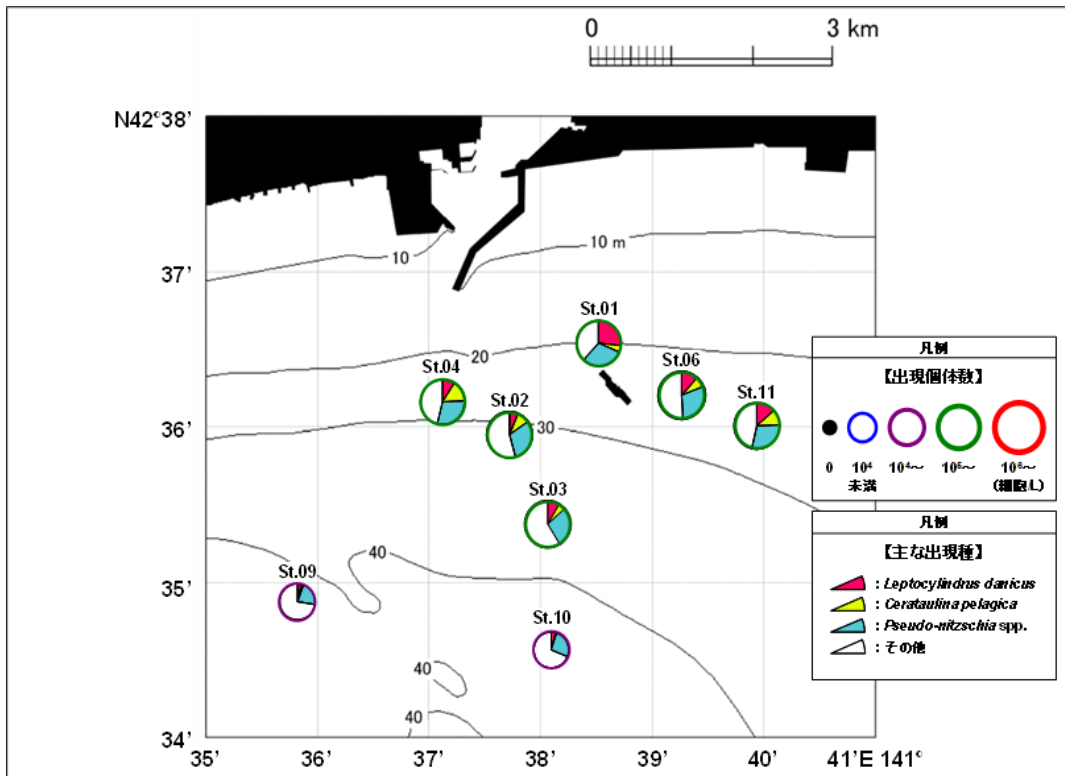 0 3 km
N42°38'
10
10 m
37'
St.01
20
St.04
St.06
St.02
St.11
36'
30
St.03
40
St.09
35'
St.10
40
40
34'
35' 36' 37' 38' 39' 40' 41'E 141°
凡例
【出現個体数】
0 10⁴ 10⁴～ 10⁵～ 10⁶～
未満 (細胞/L)
凡例
【主な出現種】
: Leptocylindrus danicus
: Cerataulina pelagica
: Pseudo-nitzschia spp.
: その他